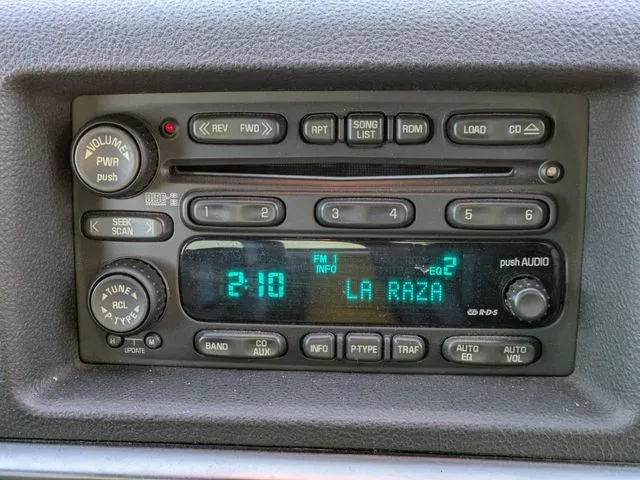 VOLUME
PWR
push
REV FWD
RPT
SONG
LIST
RDM
LOAD CD
1 2
3 4
5 6
SEEK
SCAN
FM 1
INFO
2:10
EQ 2
LA RAZA
push AUDIO
R·D·S
TUNE
RCL
P-TYPE
H M
UPDATE
BAND
CD
AUX
INFO
P-TYPE
TRAF
AUTO
EQ
AUTO
VOL